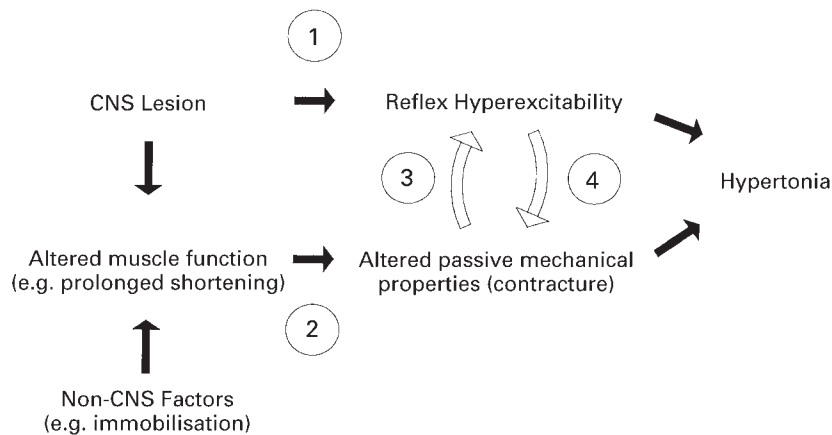 1
CNS Lesion
Reflex Hyperexcitability
3
4
Hypertonia
Altered muscle function
(e.g. prolonged shortening)
Altered passive mechanical
properties (contracture)
2
Non-CNS Factors
(e.g. immobilisation)